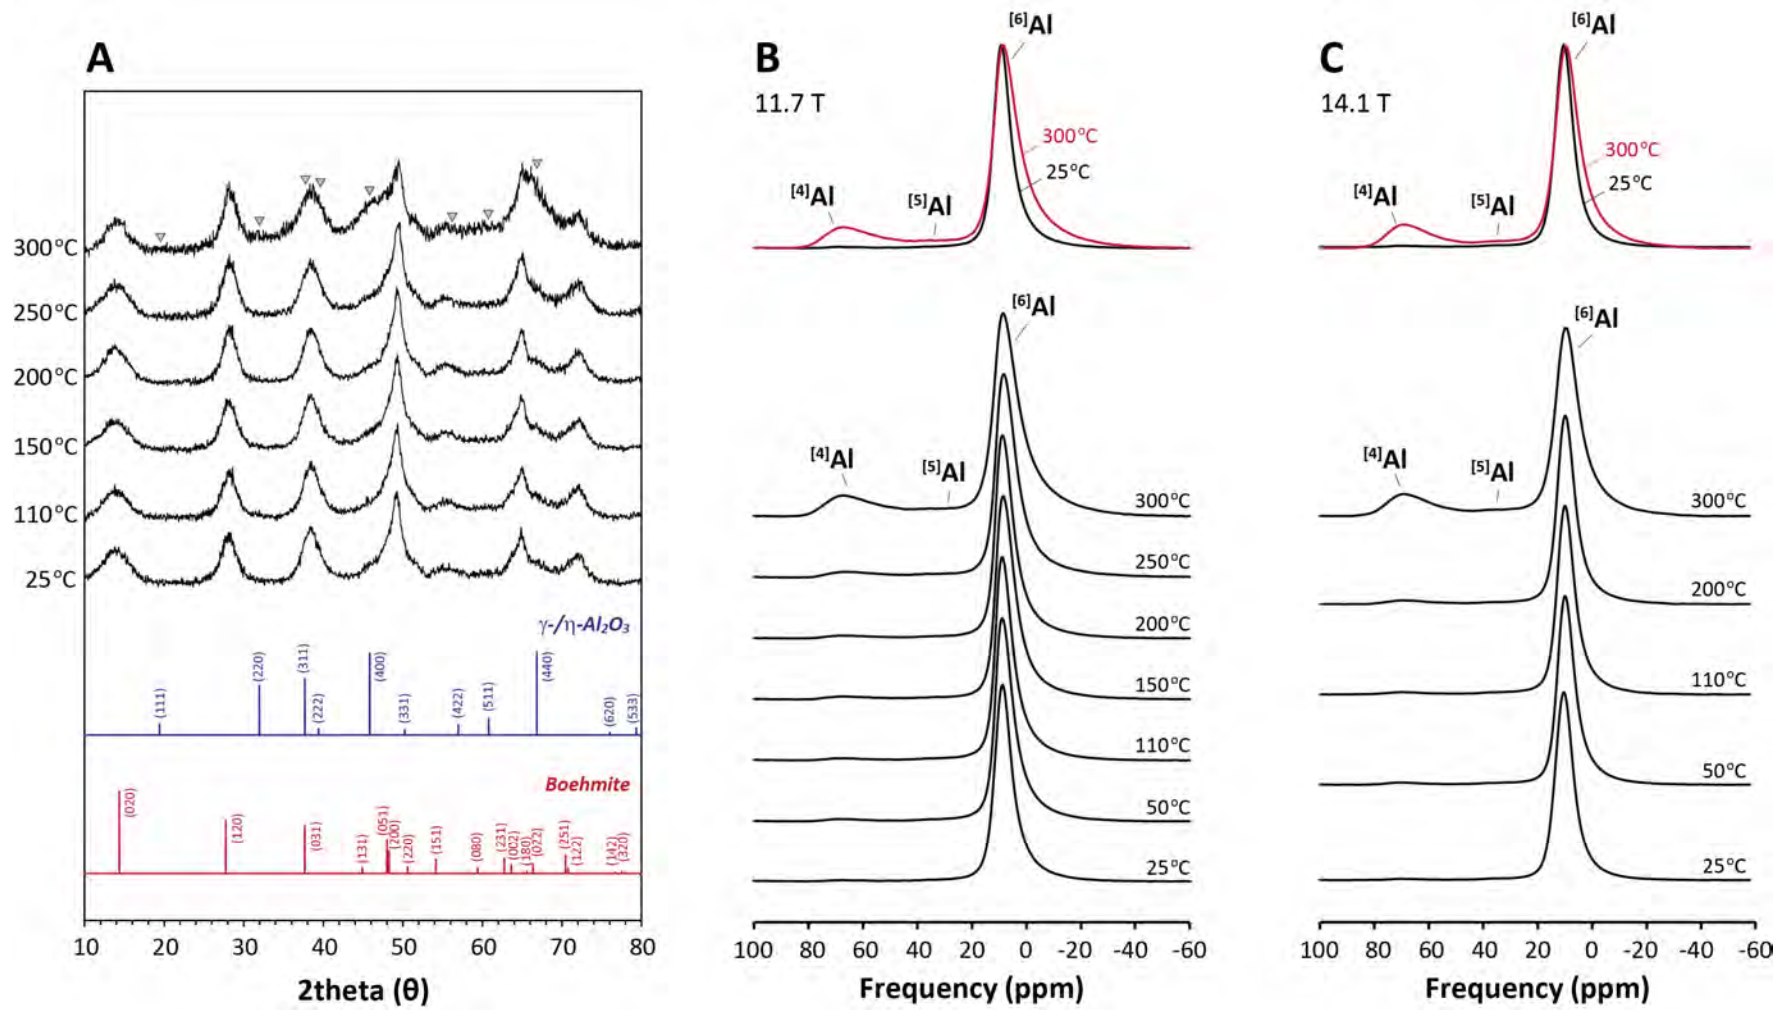 A
300°C
250°C
200°C
150°C
110°C
25°C
γ-/η-Al₂O₃
(111)
(220)
(311)
(222)
(400)
(331)
(422)
(511)
(440)
(620)
(533)
Boehmite
(020)
(120)
(031)
(131)
(051)
(200)
(220)
(151)
(080)
(231)
(002)
(180)
(022)
(251)
(122)
(142)
(320)
10 20 30 40 50 60 70 80
2theta (θ)
B
11.7 T
[6]Al
300°C
25°C
[4]Al
[5]Al
[6]Al
[4]Al
[5]Al
300°C
250°C
200°C
150°C
110°C
50°C
25°C
100 80 60 40 20 0 -20 -40 -60
Frequency (ppm)
C
14.1 T
[6]Al
300°C
25°C
[4]Al
[5]Al
[6]Al
[4]Al
[5]Al
300°C
200°C
110°C
50°C
25°C
100 80 60 40 20 0 -20 -40 -60
Frequency (ppm)